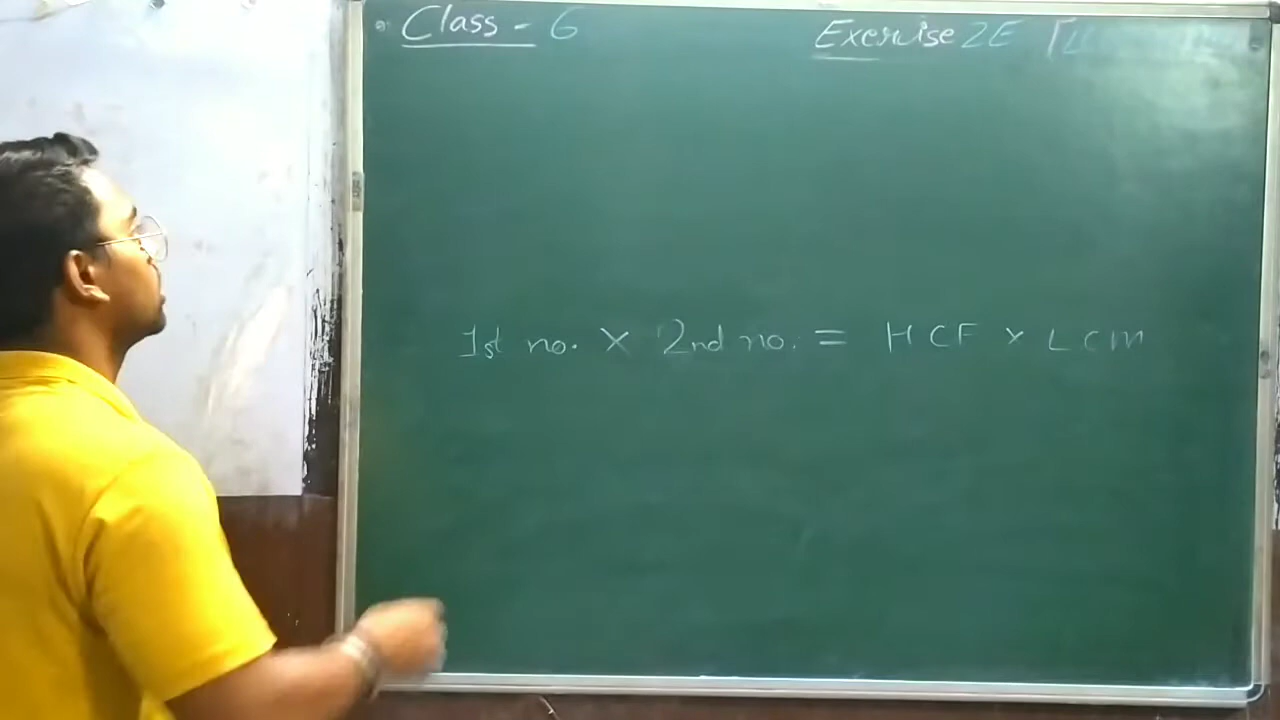 Class - 6
Exercise 2E
1st no. × 2nd no. = HCF × LCM